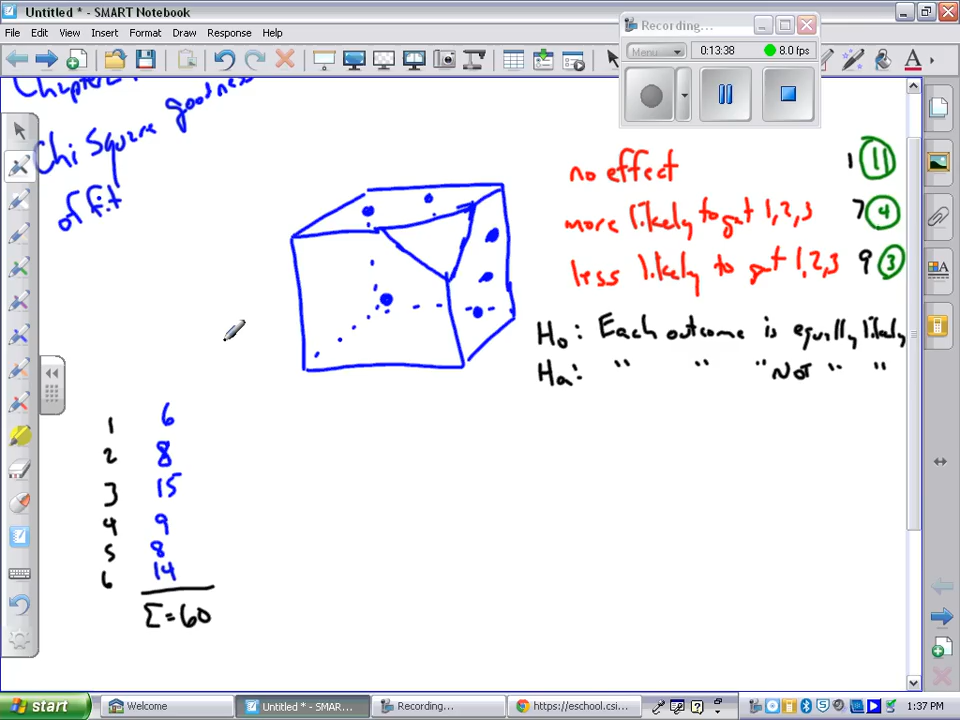 Untitled * - SMART Notebook
File Edit View Insert Format Draw Response Help
Recording...
Menu 0:13:38 8.0 fps
Chi Square goodness
of fit
no effect 1 11
more likely to get 1,2,3 7 4
less likely to get 1,2,3 9 3
Ho: Each outcome is equally likely
Ha: " " " NOT " "
1 6
2 8
3 15
4 9
5 8
6 14
Σ=60
start Welcome Untitled * - SMAR... Recording... https://eschool.csi... 1:37 PM